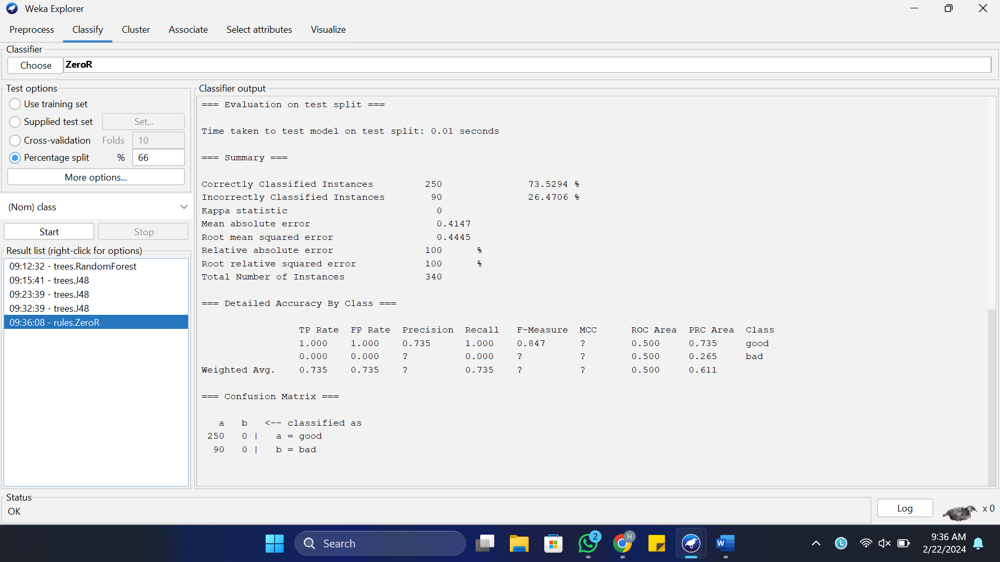 Weka Explorer
Preprocess Classify Cluster Associate Select attributes Visualize
Classifier
Choose ZeroR
Test options
Use training set
Supplied test set Set...
Cross-validation Folds 10
Percentage split % 66
More options...
(Nom) class
Start Stop
Result list (right-click for options)
09:12:32 - trees.RandomForest
09:15:41 - trees.J48
09:23:39 - trees.J48
09:32:39 - trees.J48
09:36:08 - rules.ZeroR
Classifier output
=== Evaluation on test split ===
Time taken to test model on test split: 0.01 seconds
=== Summary ===
Correctly Classified Instances 250 73.5294 %
Incorrectly Classified Instances 90 26.4706 %
Kappa statistic 0
Mean absolute error 0.4147
Root mean squared error 0.4445
Relative absolute error 100 %
Root relative squared error 100 %
Total Number of Instances 340
=== Detailed Accuracy By Class ===
TP Rate FP Rate Precision Recall F-Measure MCC ROC Area PRC Area Class
1.000 1.000 0.735 1.000 0.847 ? 0.500 0.735 good
0.000 0.000 ? 0.000 ? ? 0.500 0.265 bad
Weighted Avg. 0.735 0.735 ? 0.735 ? ? 0.500 0.611
=== Confusion Matrix ===
a b <-- classified as
250 0 | a = good
90 0 | b = bad
Status
OK
Log
x 0
Search
2
H
W
L
9:36 AM
2/22/2024